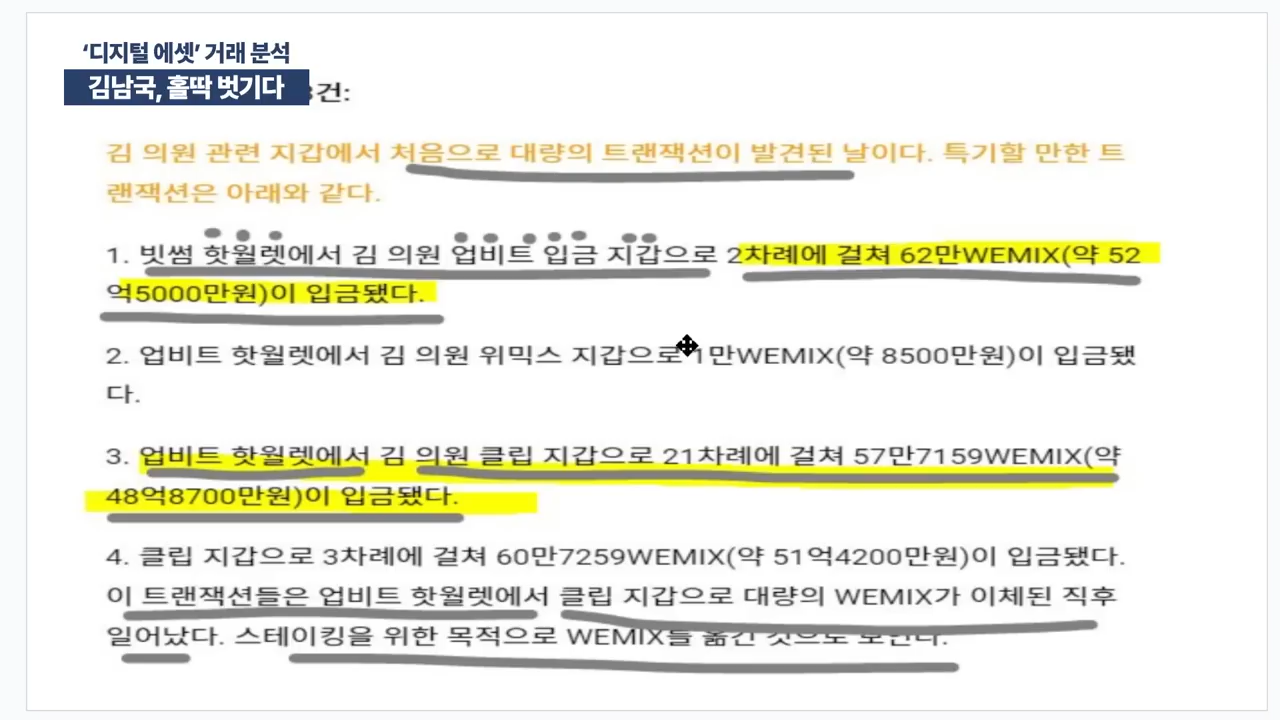 ‘디지털 에셋’ 거래 분석
김남국, 홀딱 벗기다
건:
김 의원 관련 지갑에서 처음으로 대량의 트랜잭션이 발견된 날이다. 특기할 만한 트
랜잭션은 아래와 같다.
1. 빗썸 핫월렛에서 김 의원 업비트 입금 지갑으로 2차례에 걸쳐 62만WEMIX(약 52
억5000만원)이 입금됐다.
2. 업비트 핫월렛에서 김 의원 위믹스 지갑으로 1만WEMIX(약 8500만원)이 입금됐
다.
3. 업비트 핫월렛에서 김 의원 클립 지갑으로 21차례에 걸쳐 57만7159WEMIX(약
48억8700만원)이 입금됐다.
4. 클립 지갑으로 3차례에 걸쳐 60만7259WEMIX(약 51억4200만원)이 입금됐다.
이 트랜잭션들은 업비트 핫월렛에서 클립 지갑으로 대량의 WEMIX가 이체된 직후
일어났다. 스테이킹을 위한 목적으로 WEMIX를 옮긴 것으로 보인다.